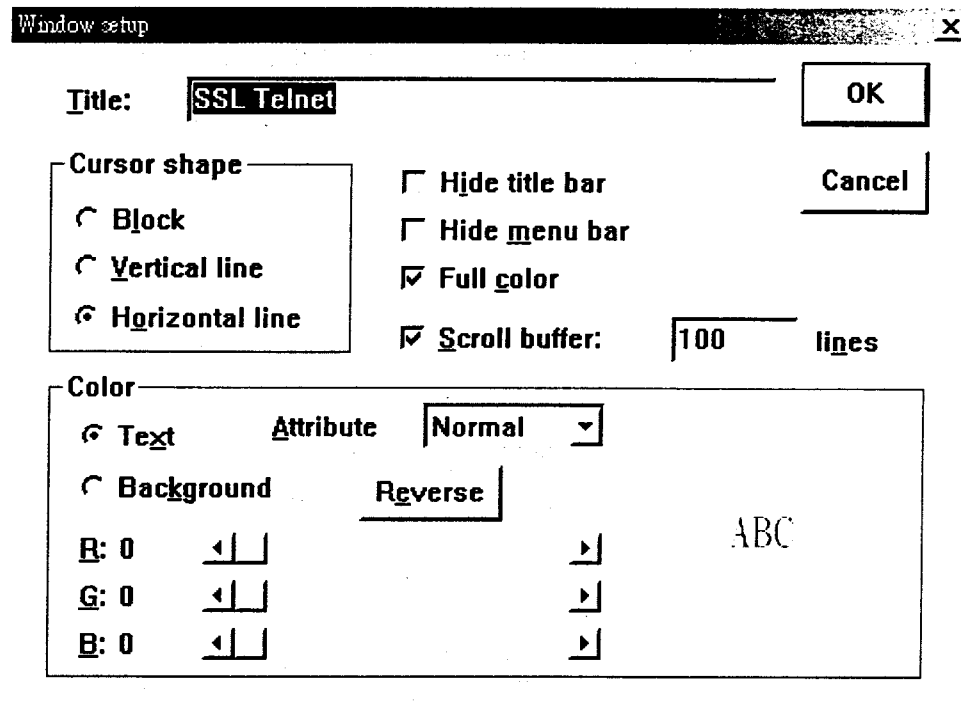 Window setup
Title: SSL Telnet OK
Cursor shape
Block
Vertical line
Horizontal line
Hide title bar
Hide menu bar
Full color
Scroll buffer: 100 lines
Cancel
Color
Text Attribute Normal
Background Reverse
R: 0
G: 0
B: 0
ABC